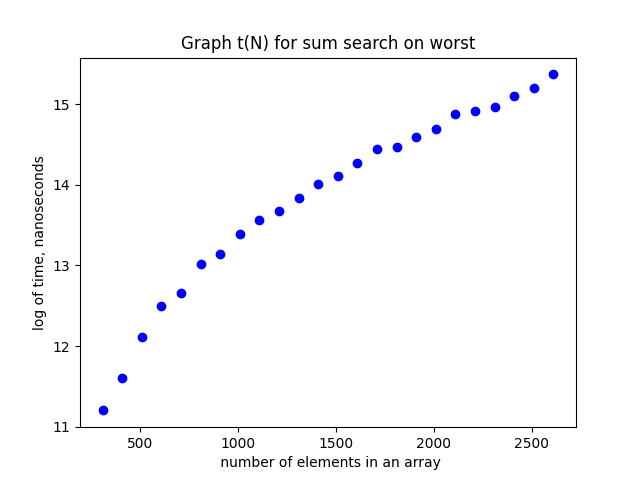 Graph t(N) for sum search on worst
log of time, nanoseconds
15
14
13
12
11
500 1000 1500 2000 2500
number of elements in an array